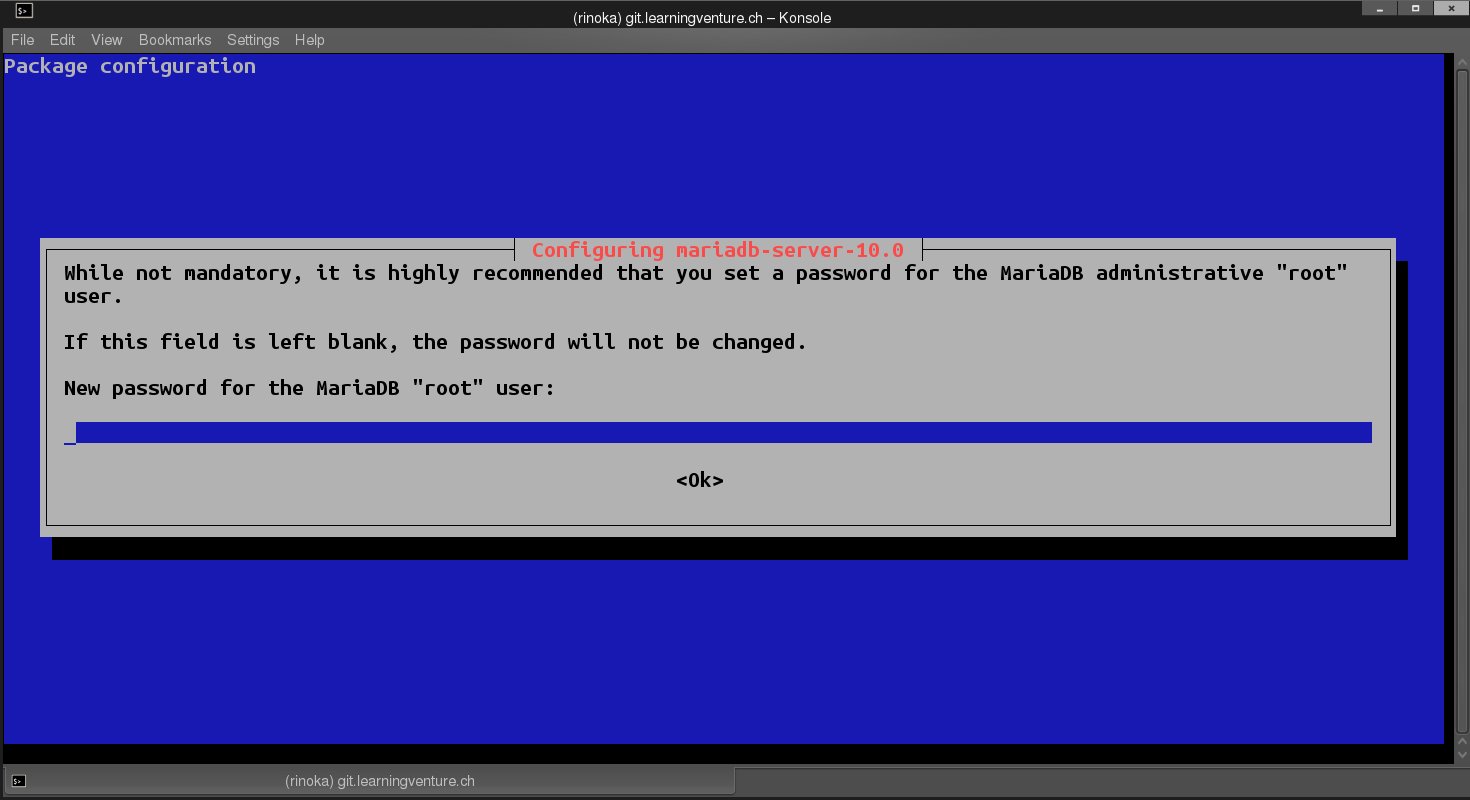 (rinoka) git.learningventure.ch – Konsole
File Edit View Bookmarks Settings Help
Package configuration
Configuring mariadb-server-10.0
While not mandatory, it is highly recommended that you set a password for the MariaDB administrative "root"
user.
If this field is left blank, the password will not be changed.
New password for the MariaDB "root" user:
<Ok>
(rinoka) git.learningventure.ch